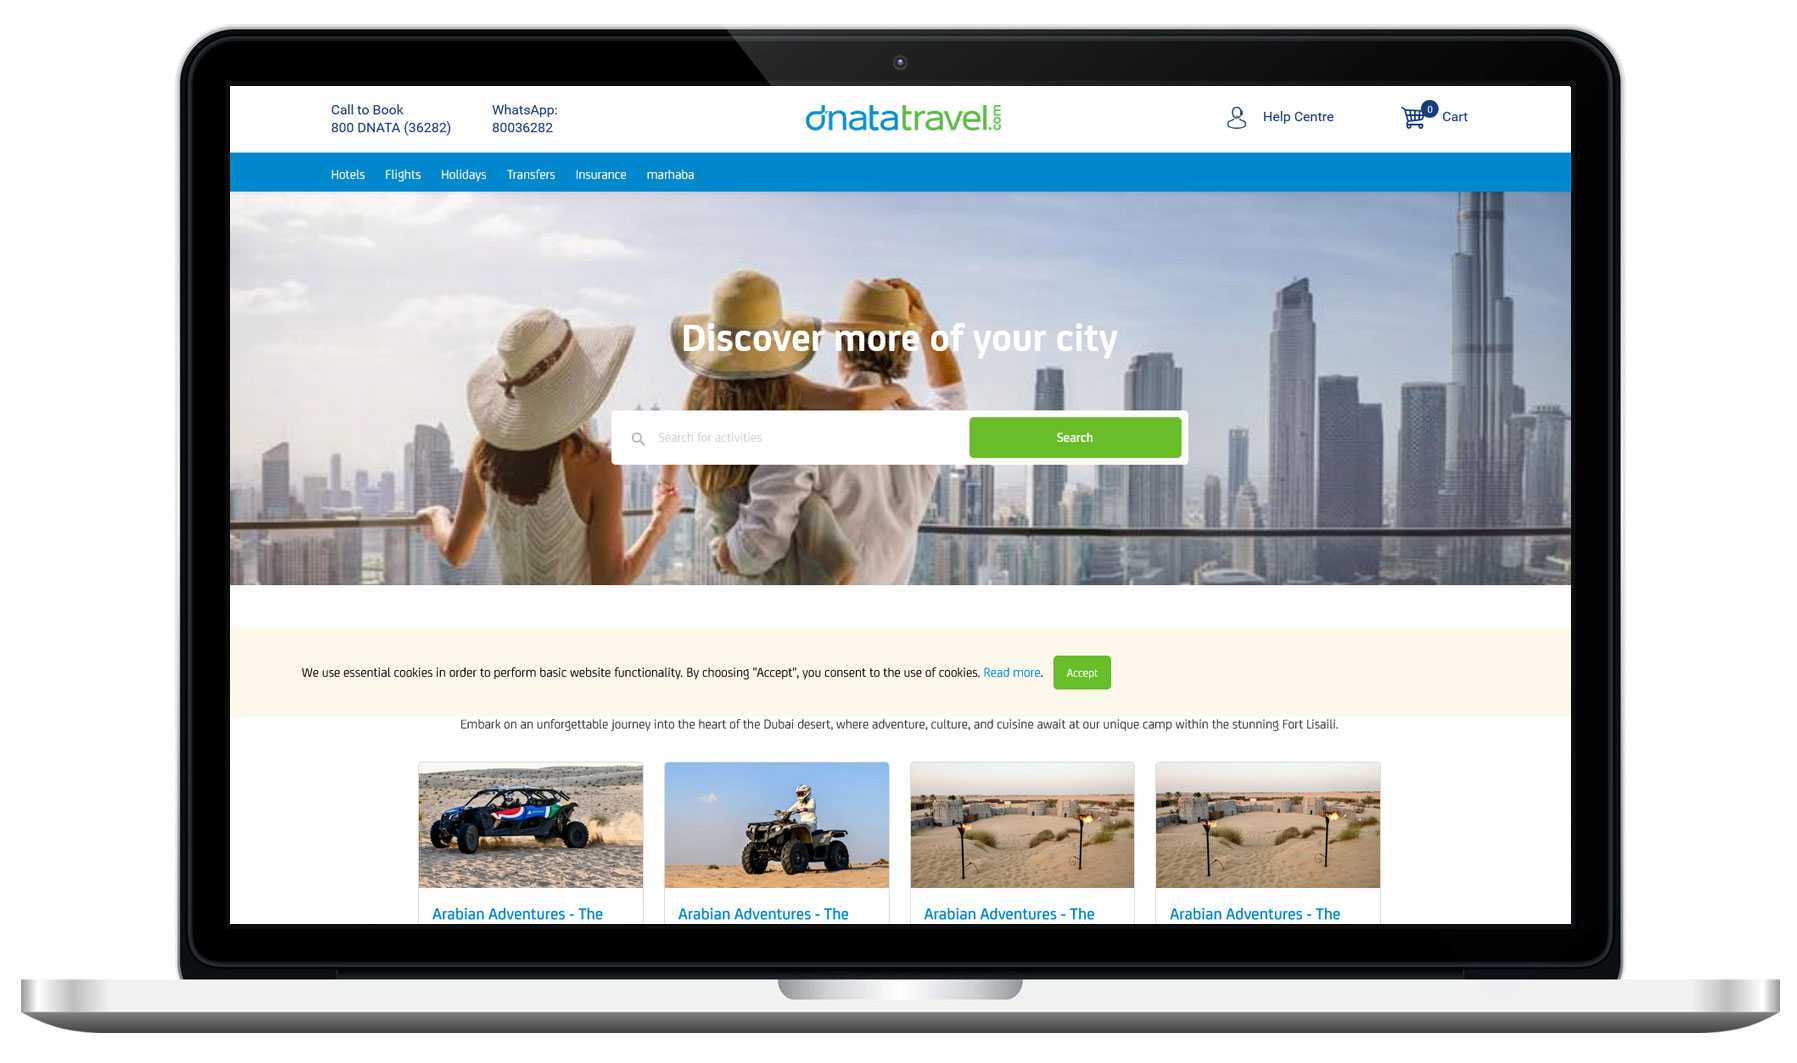 Call to Book
800 DNATA (36282)
WhatsApp:
80036282
dnatatravel.com
Help Centre
0
Cart
Hotels Flights Holidays Transfers Insurance marhaba
Discover more of your city
Search for activities
Search
We use essential cookies in order to perform basic website functionality. By choosing "Accept", you consent to the use of cookies. Read more.
Accept
Embark on an unforgettable journey into the heart of the Dubai desert, where adventure, culture, and cuisine await at our unique camp within the stunning Fort Lisaili.
Arabian Adventures - The
Arabian Adventures - The
Arabian Adventures - The
Arabian Adventures - The